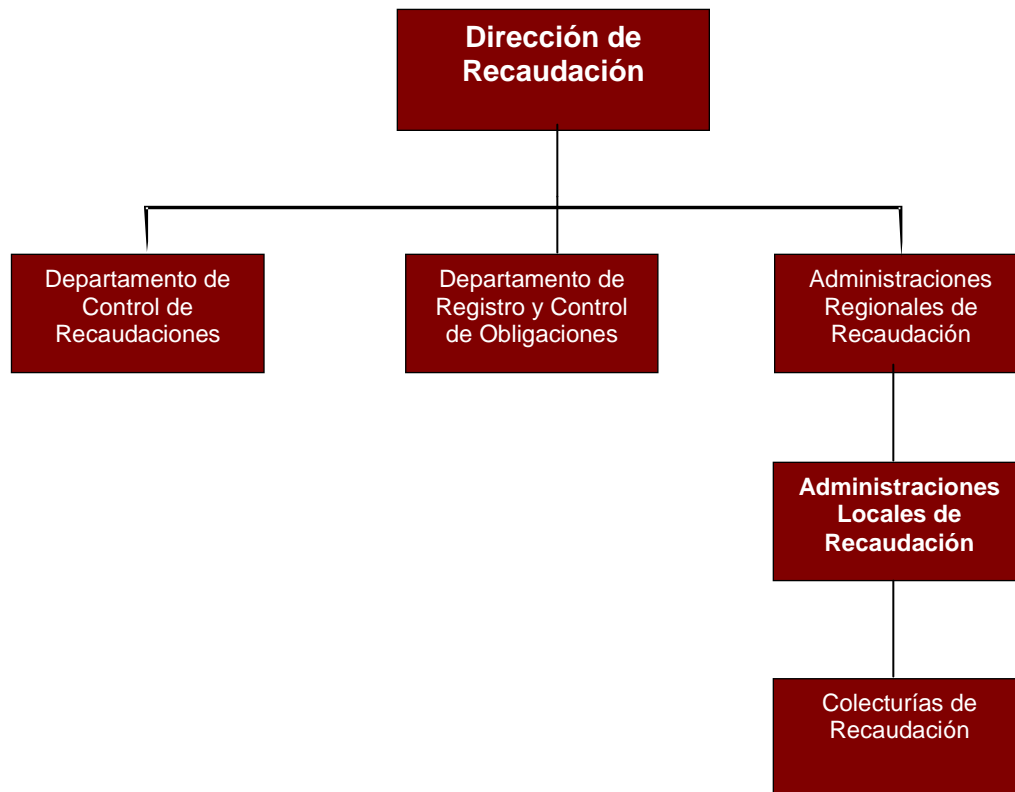 Dirección de
Recaudación
Departamento de
Control de
Recaudaciones
Departamento de
Registro y Control
de Obligaciones
Administraciones
Regionales de
Recaudación
Administraciones
Locales de
Recaudación
Colecturías de
Recaudación